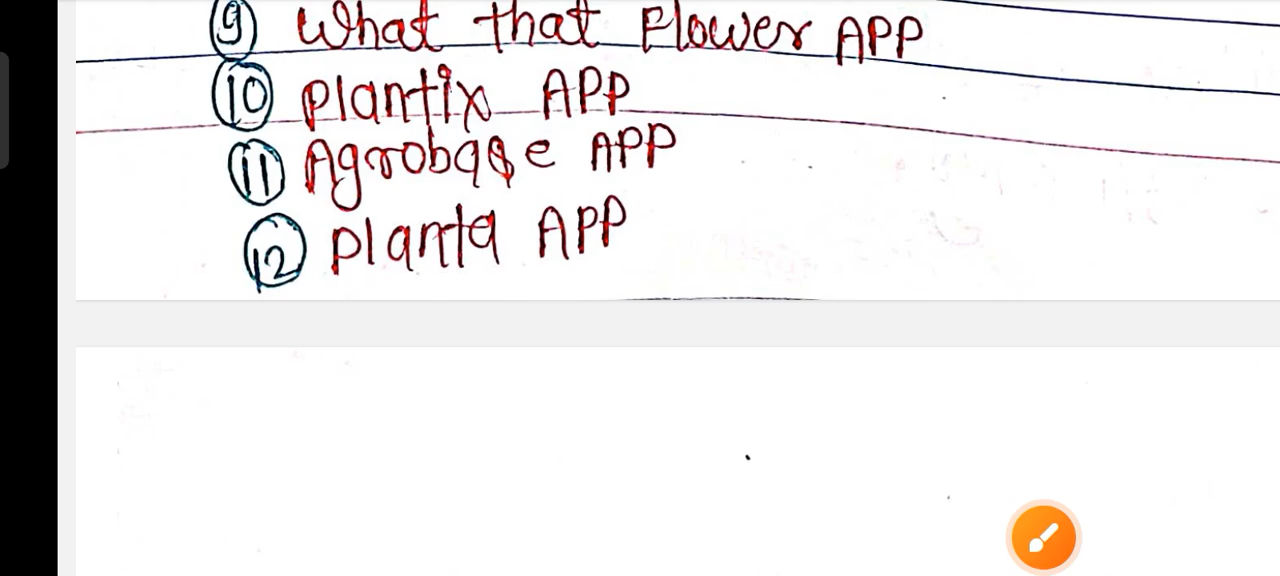 9 What that Flower APP
10 Plantix APP
11 Agrobase APP
12 Planta APP